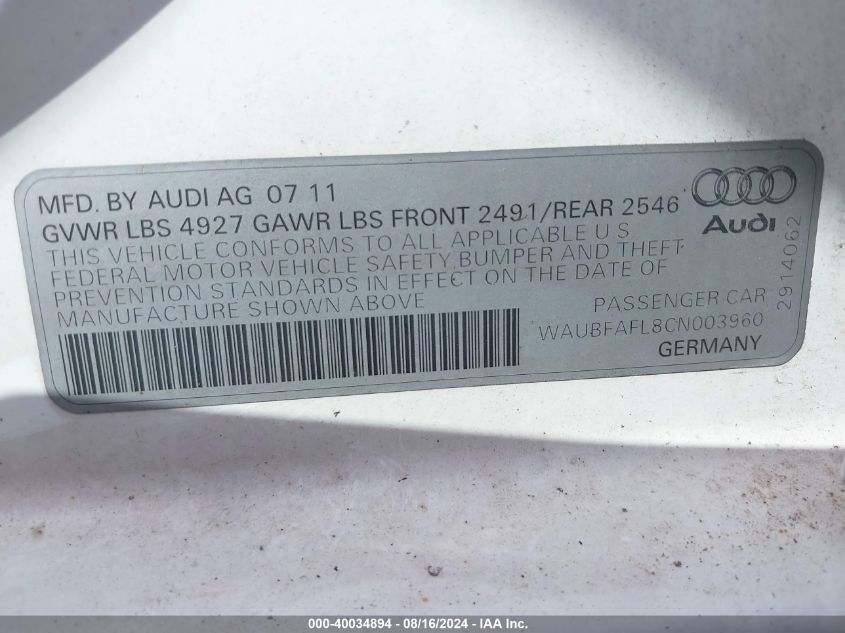 MFD. BY AUDI AG 07 11
GVWR LBS 4927 GAWR LBS FRONT 2491/REAR 2546
THIS VEHICLE CONFORMS TO ALL APPLICABLE U S
FEDERAL MOTOR VEHICLE SAFETY BUMPER AND THEFT
PREVENTION STANDARDS IN EFFECT ON THE DATE OF
MANUFACTURE SHOWN ABOVE
Audi
2914062
PASSENGER CAR
WAUBFAFL8CN003960
GERMANY
000-40034894 - 08/16/2024 - IAA Inc.